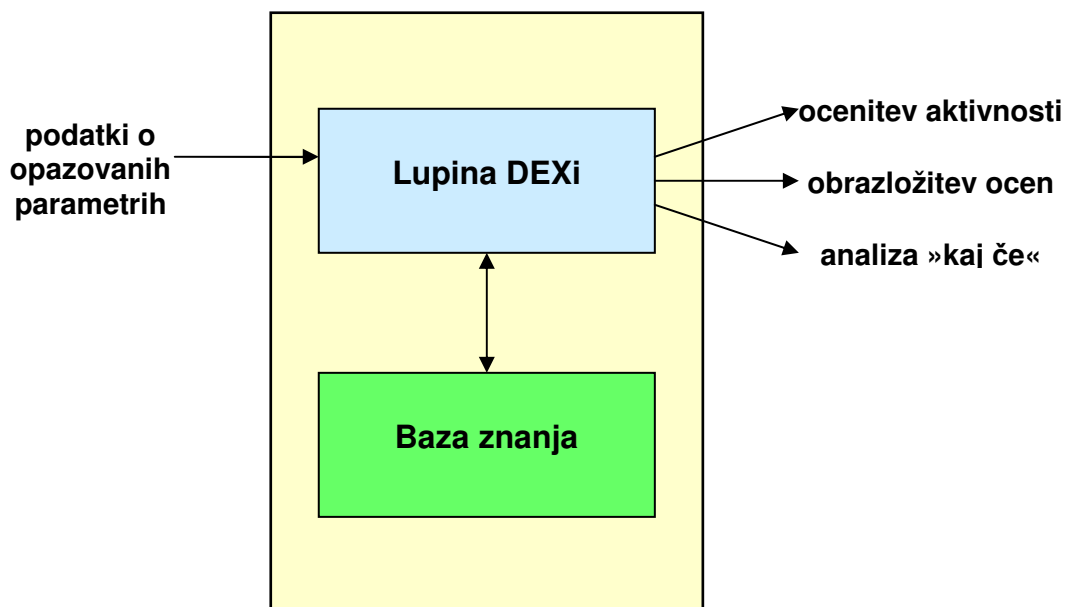 podatki o
opazovanih
parametrih
Lupina DEXi
ocenitev aktivnosti
obrazložitev ocen
analiza »kaj če«
Baza znanja